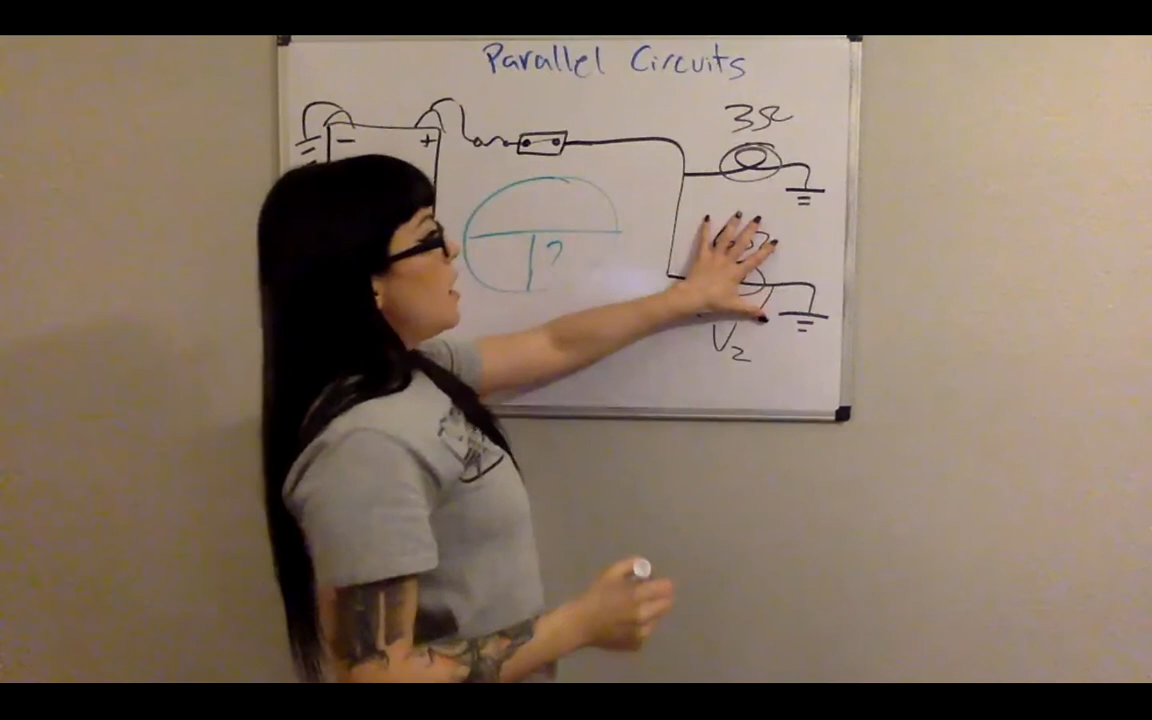 Parallel Circuits
3Ω
- +
?
V2